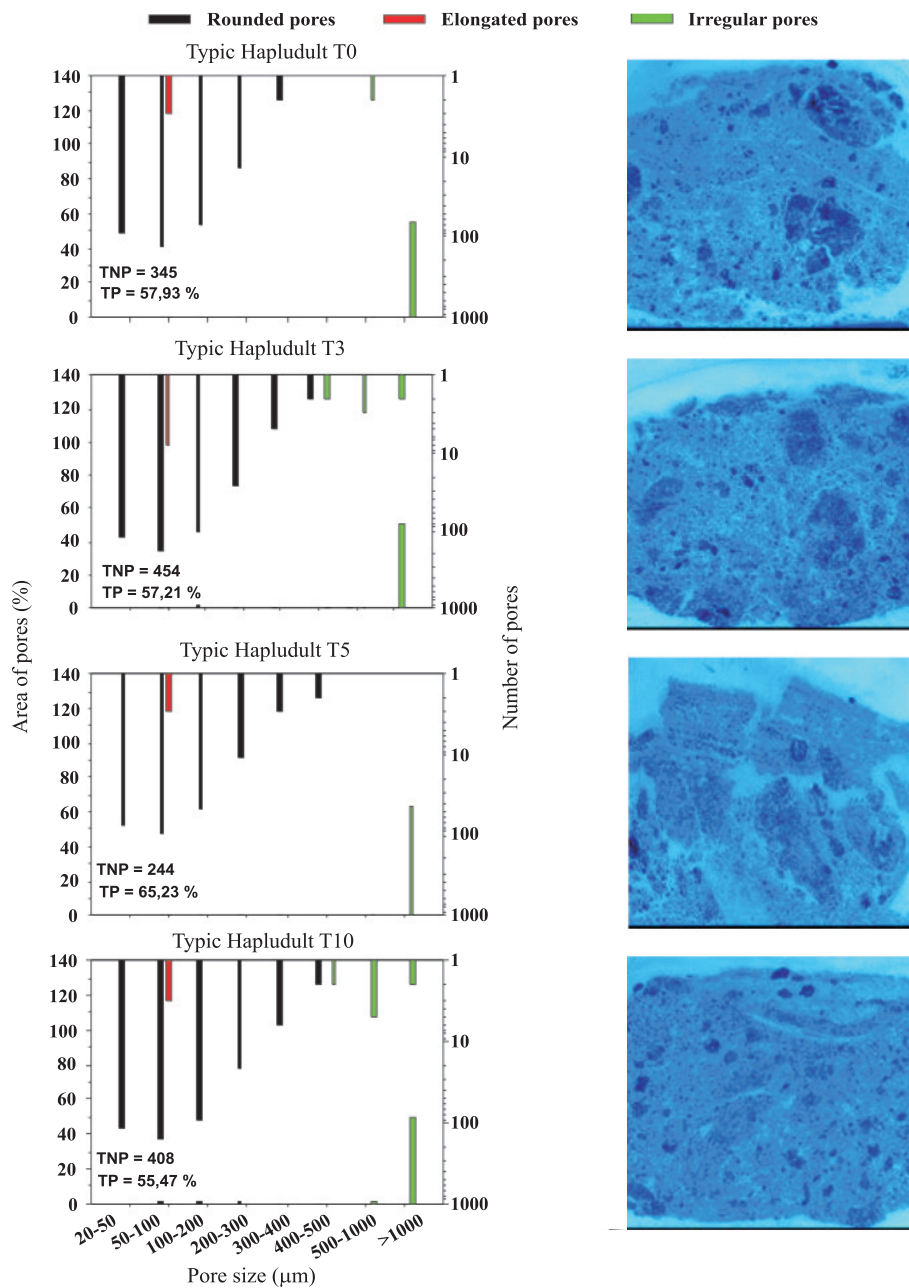 Rounded pores Elongated pores Irregular pores
Typic Hapludult T0
140 120 100 80 60 40 20 0
1 10 100 1000
TNP = 345
TP = 57,93 %
Typic Hapludult T3
140 120 100 80 60 40 20 0
1 10 100 1000
TNP = 454
TP = 57,21 %
Area of pores (%)
Number of pores
Typic Hapludult T5
140 120 100 80 60 40 20 0
1 10 100 1000
TNP = 244
TP = 65,23 %
Typic Hapludult T10
140 120 100 80 60 40 20 0
1 10 100 1000
TNP = 408
TP = 55,47 %
20-50 50-100 100-200 200-300 300-400 400-500 500-1000 >1000
Pore size (µm)